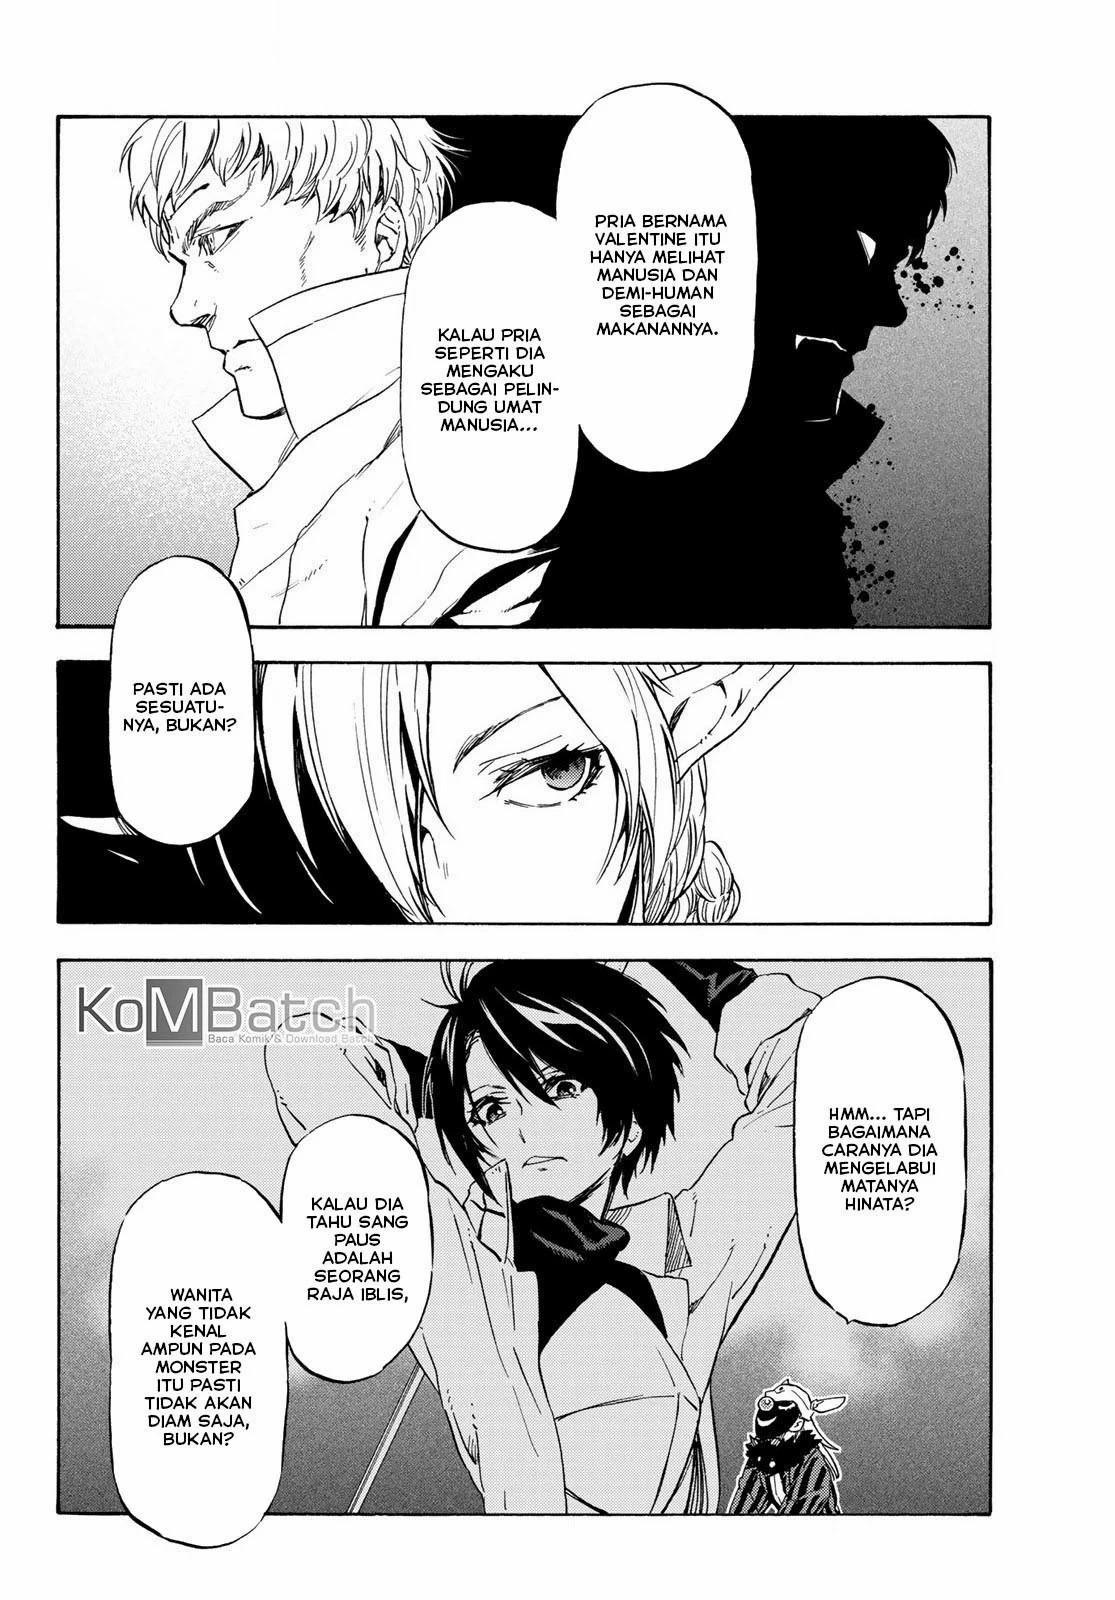 PRIA BERNAMA
VALENTINE ITU
HANYA MELIHAT
MANUSIA DAN
DEMI-HUMAN
SEBAGAI
MAKANANNYA.
KALAU PRIA
SEPERTI DIA
MENGAKU
SEBAGAI PELIN-
DUNG UMAT
MANUSIA...
PASTI ADA
SESUATU-
NYA, BUKAN?
KoMBatch
Baca Komik & Download Batch
HMM... TAPI
BAGAIMANA
CARANYA DIA
MENGELABUI
MATANYA
HINATA?
KALAU DIA
TAHU SANG
PAUS
ADALAH
SEORANG
RAJA IBLIS,
WANITA
YANG TIDAK
KENAL
AMPUN PADA
MONSTER
ITU PASTI
TIDAK AKAN
DIAM SAJA,
BUKAN?